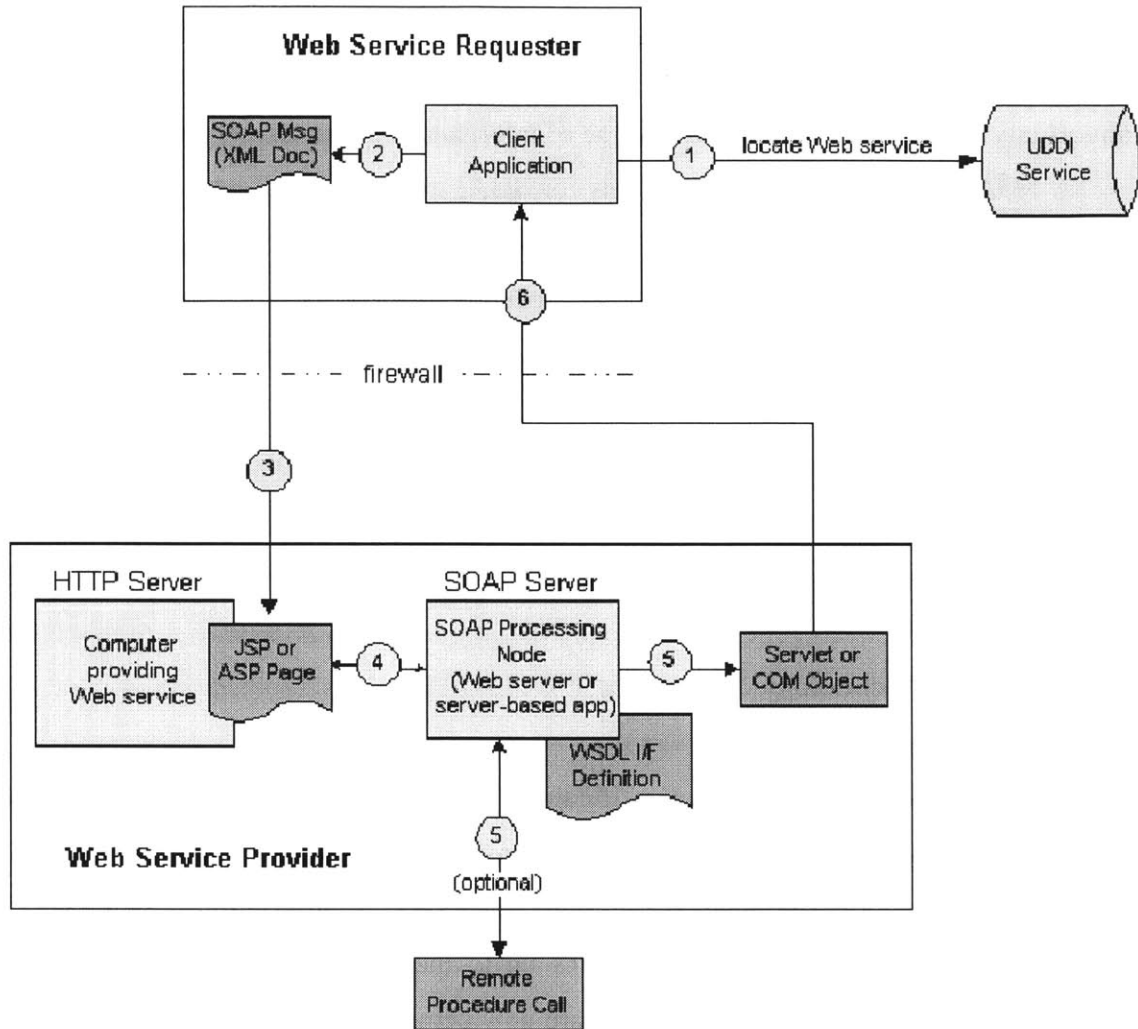 Web Service Requester
SOAP Msg
(XML Doc)
2
Client
Application
1
locate Web service
UDDI
Service
6
firewall
3
HTTP Server
SOAP Server
Computer
providing
Web service
JSP or
ASP Page
4
SOAP Processing
Node
(Web server or
server-based app)
5
Servlet or
COM Object
WSDL I/F
Definition
5
(optional)
Web Service Provider
Remote
Procedure Call